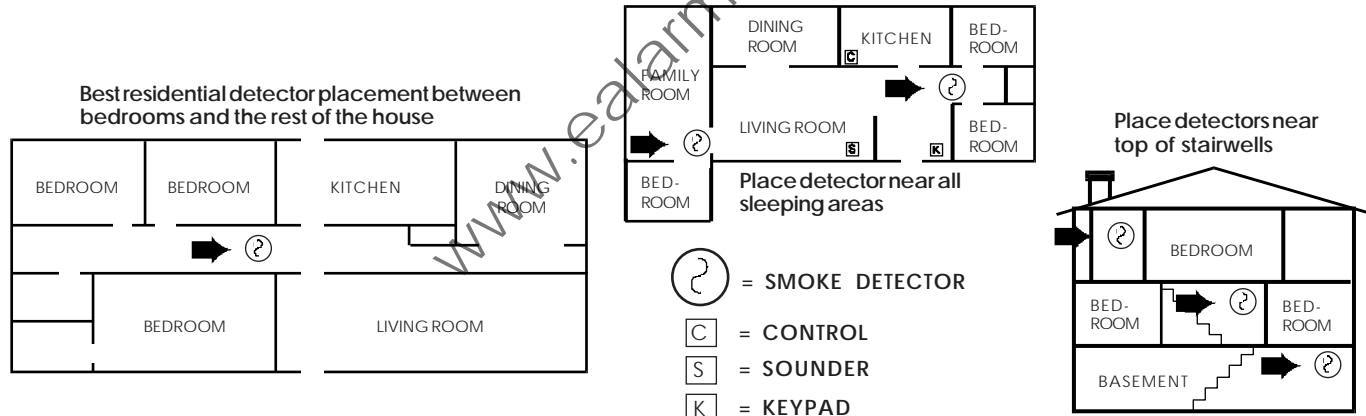 Best residential detector placement between
bedrooms and the rest of the house
BEDROOM
BEDROOM
KITCHEN
DINING
ROOM
BEDROOM
LIVING ROOM
www.ealarm
DINING
ROOM
KITCHEN
BED-
ROOM
C
FAMILY
ROOM
LIVING ROOM
S
K
BED-
ROOM
BED-
ROOM
Place detector near all
sleeping areas
= SMOKE DETECTOR
C = CONTROL
S = SOUNDER
K = KEYPAD
Place detectors near
top of stairwells
BEDROOM
BED-
ROOM
BED-
ROOM
BASEMENT